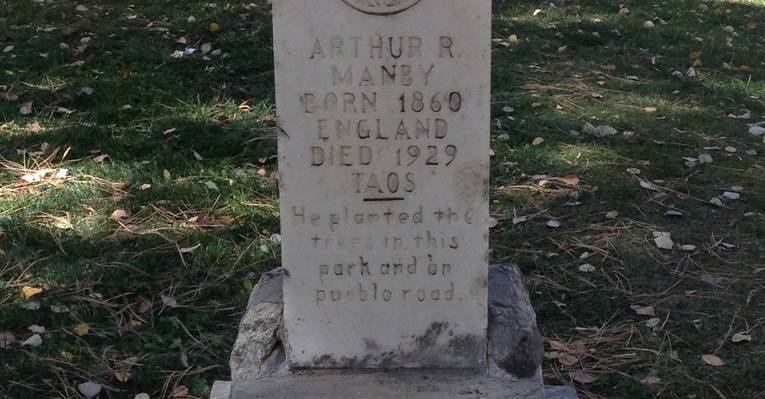 ARTHUR R.
MANBY
BORN 1860
ENGLAND
DIED 1929
TAOS
He planted the
trees in this
park and on
pueblo road.